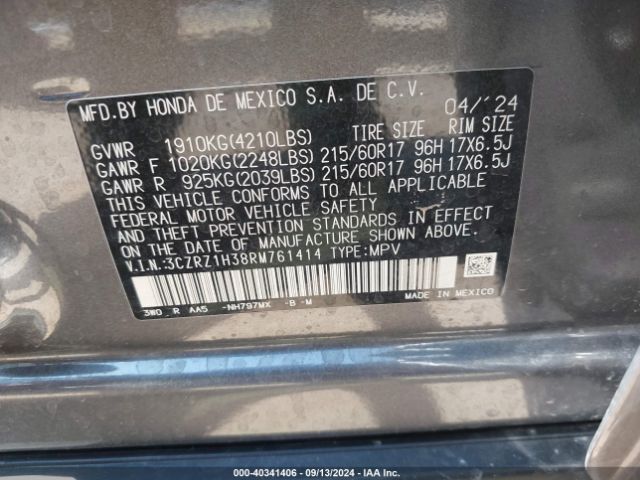 MFD.BY HONDA DE MEXICO S.A. DE C.V. 04/'24
GVWR 1910KG(4210LBS) TIRE SIZE RIM SIZE
GAWR F 1020KG(2248LBS) 215/60R17 96H 17X6.5J
GAWR R 925KG(2039LBS) 215/60R17 96H 17X6.5J
THIS VEHICLE CONFORMS TO ALL APPLICABLE
FEDERAL MOTOR VEHICLE SAFETY
AND THEFT PREVENTION STANDARDS IN EFFECT ON
THE DATE OF MANUFACTURE SHOWN ABOVE.
V.I.N.:3CZRZ1H38RM761414 TYPE:MPV
3W0 R AA5 -NH797MX -B -M MADE IN MEXICO
000-40341406 - 09/13/2024 - IAA Inc.